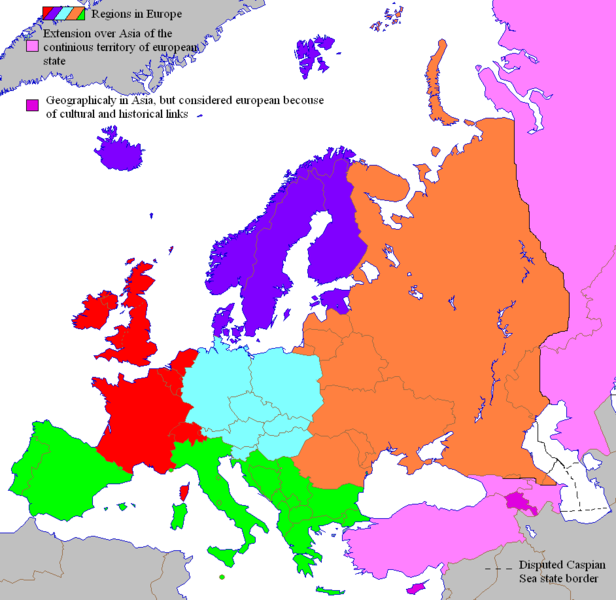 Regions in Europe
Extension over Asia of the
continious territory of european
state
Geographicaly in Asia, but considered european becouse
of cultural and historical links
Disputed Caspian
Sea state border